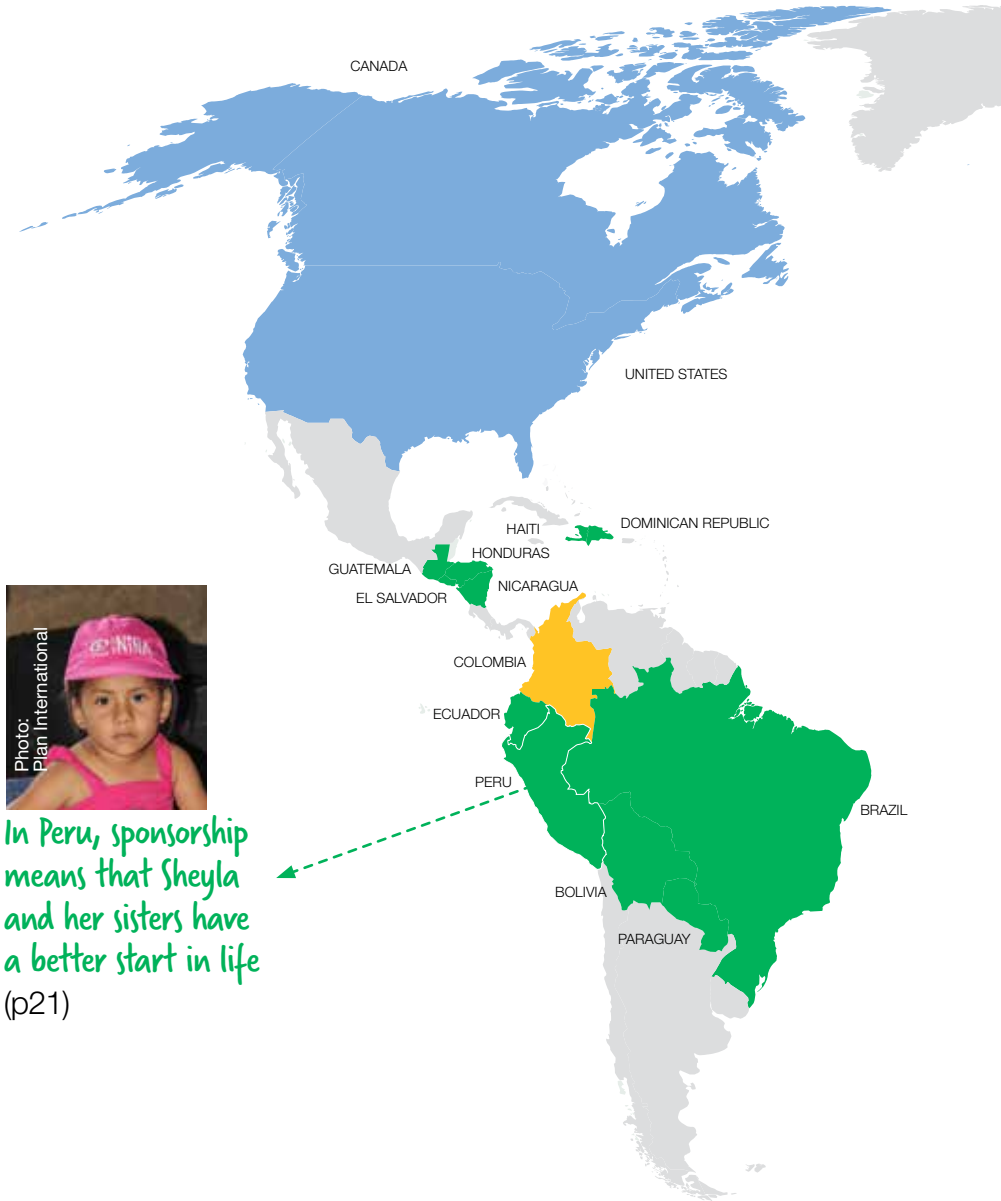 CANADA
UNITED STATES
HAITI
DOMINICAN REPUBLIC
HONDURAS
GUATEMALA
NICARAGUA
EL SALVADOR
COLOMBIA
ECUADOR
PERU
BRAZIL
BOLIVIA
PARAGUAY
Photo:
Plan International
In Peru, sponsorship
means that Sheyla
and her sisters have
a better start in life
(p21)